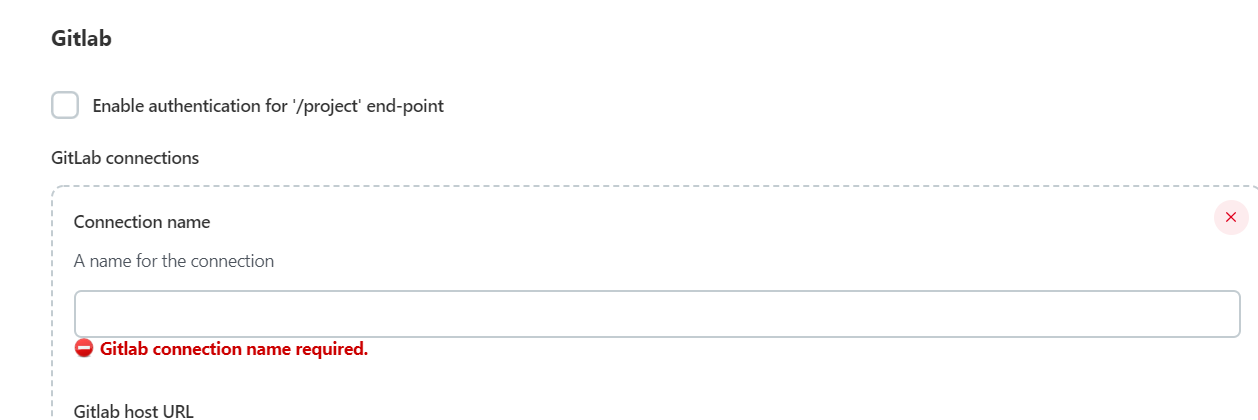 Gitlab
Enable authentication for '/project' end-point
GitLab connections
Connection name
A name for the connection
Gitlab connection name required.
Gitlab host URL